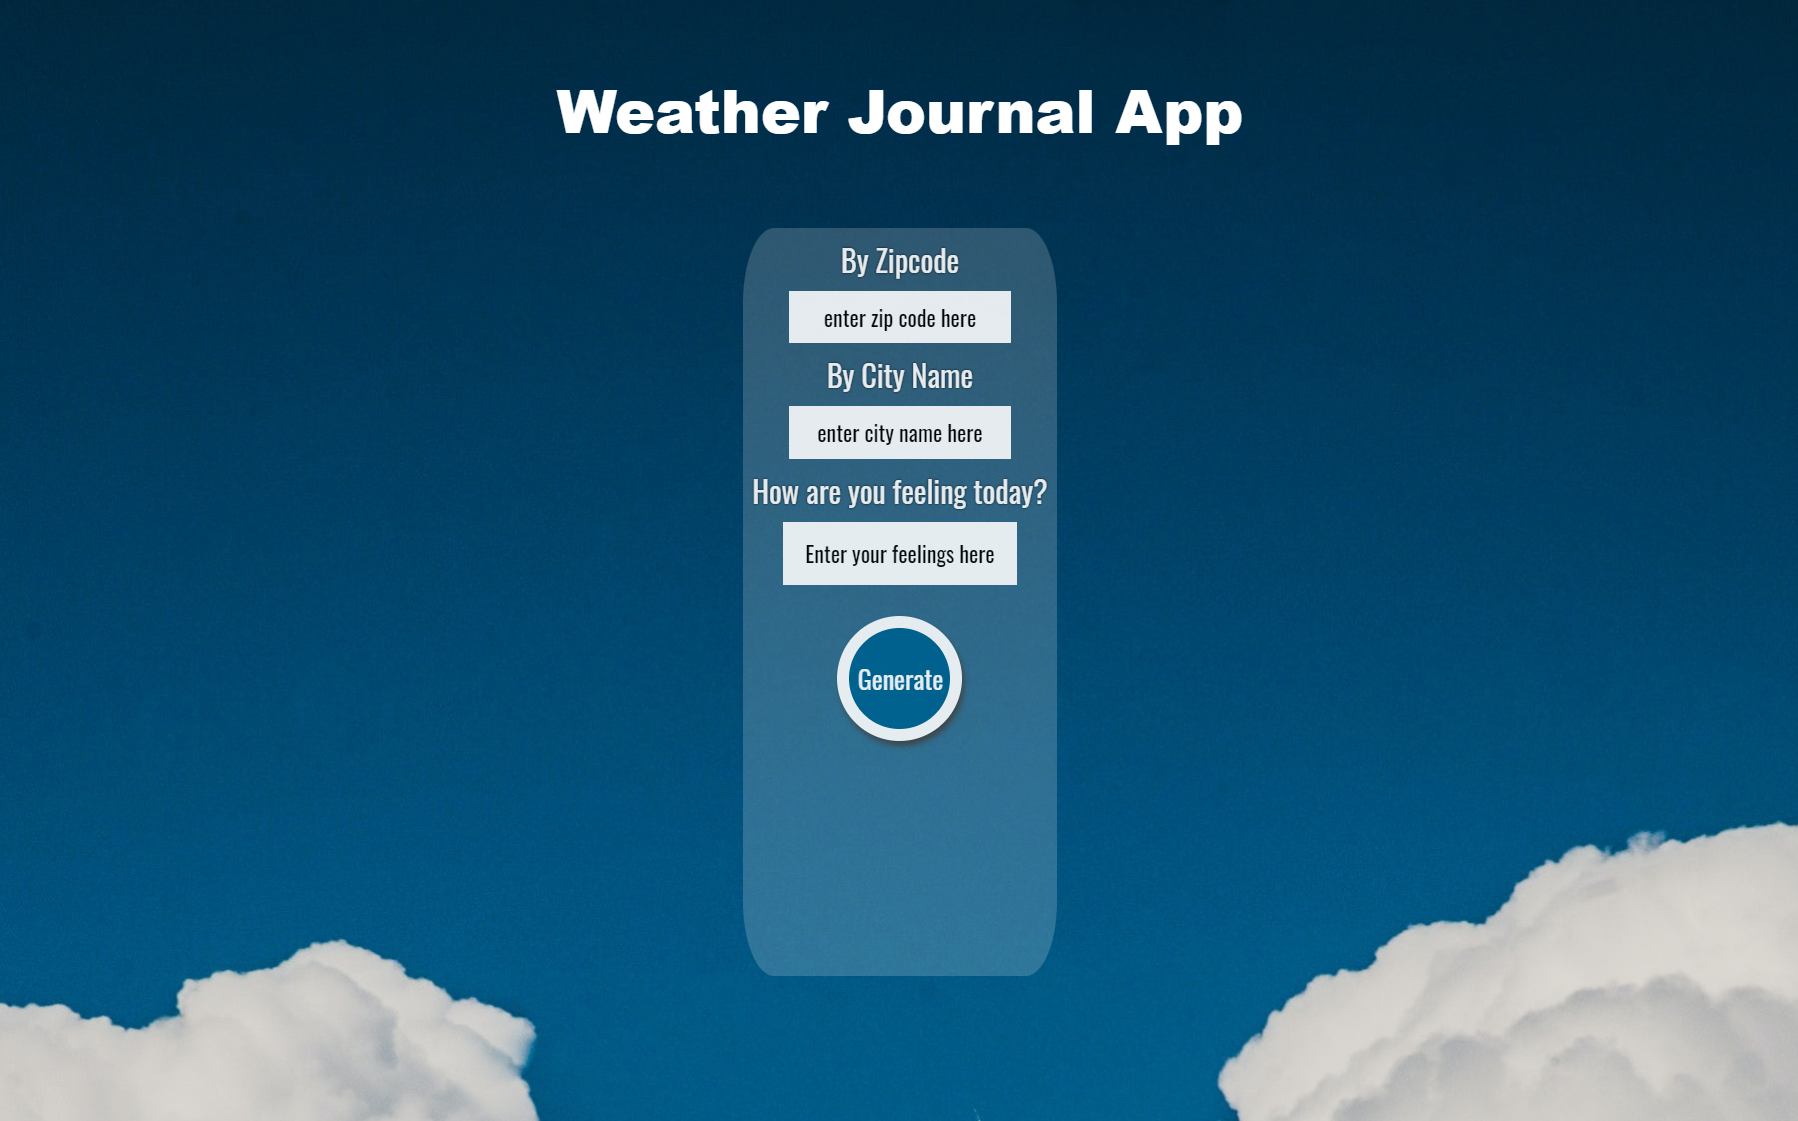 Weather Journal App
By Zipcode
enter zip code here
By City Name
enter city name here
How are you feeling today?
Enter your feelings here
Generate